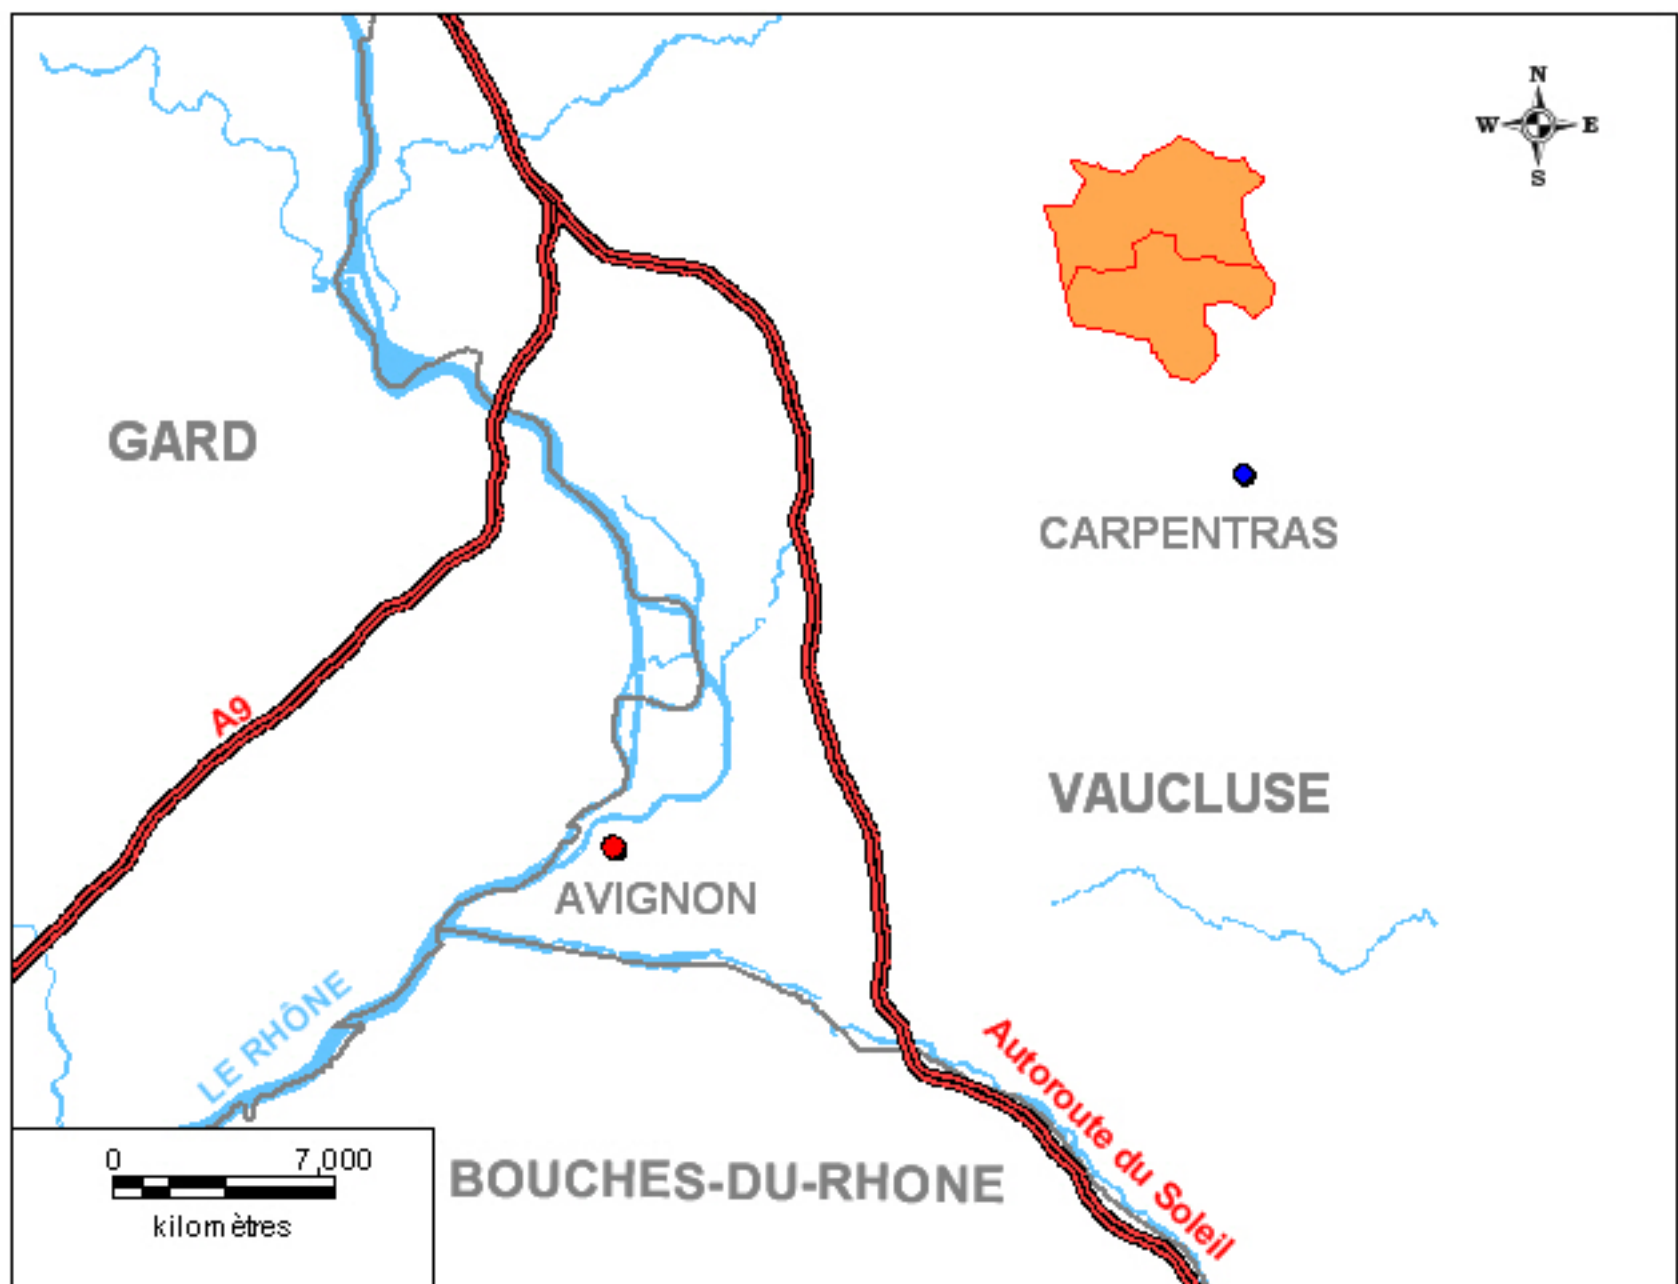 N
W E
S
GARD
CARPENTRAS
A9
VAUCLUSE
AVIGNON
LE RHÔNE
Autoroute du Soleil
0 7,000
kilomètres
BOUCHES-DU-RHONE